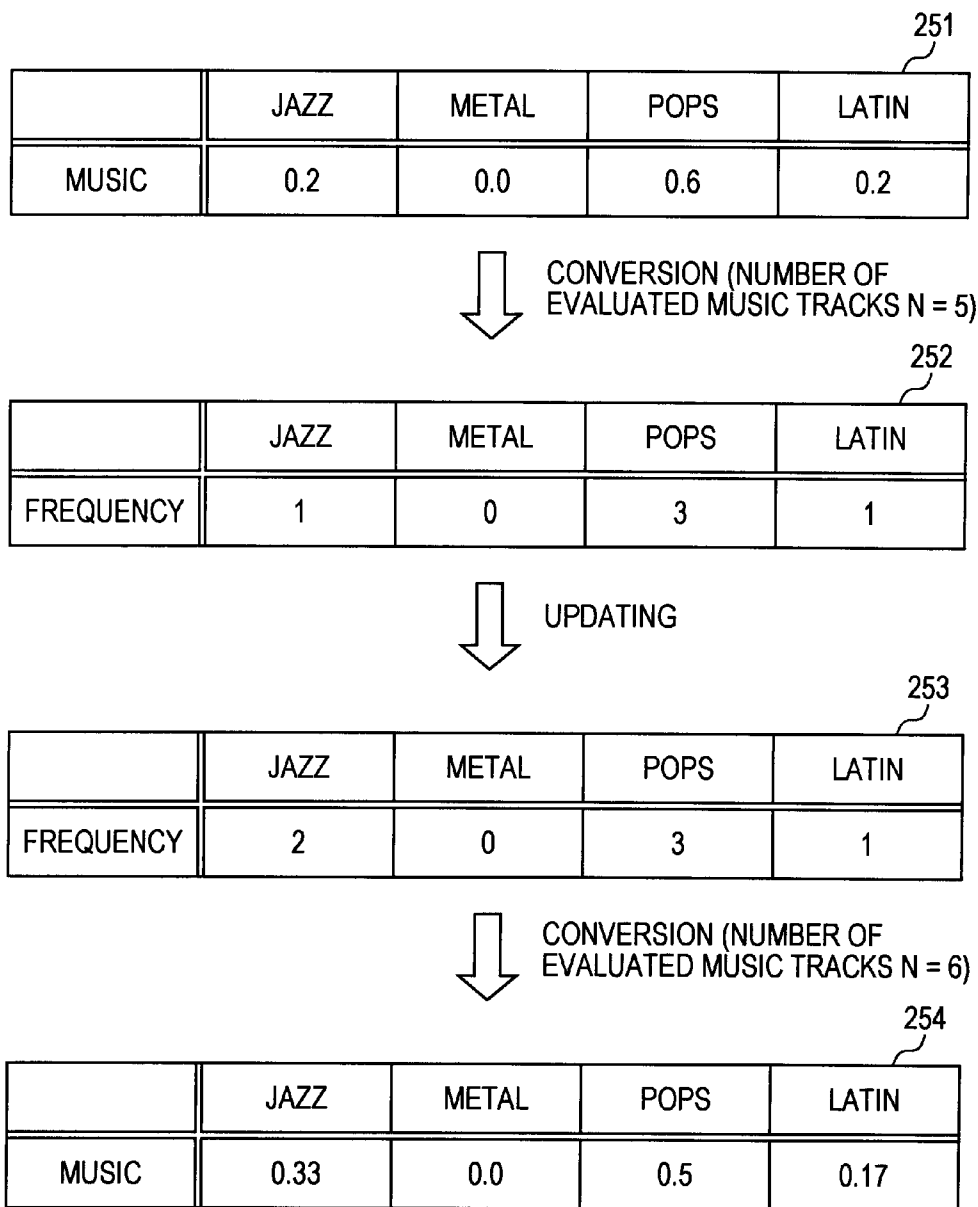 251
JAZZ METAL POPS LATIN
MUSIC 0.2 0.0 0.6 0.2
CONVERSION (NUMBER OF
EVALUATED MUSIC TRACKS N = 5)
252
JAZZ METAL POPS LATIN
FREQUENCY 1 0 3 1
UPDATING
253
JAZZ METAL POPS LATIN
FREQUENCY 2 0 3 1
CONVERSION (NUMBER OF
EVALUATED MUSIC TRACKS N = 6)
254
JAZZ METAL POPS LATIN
MUSIC 0.33 0.0 0.5 0.17